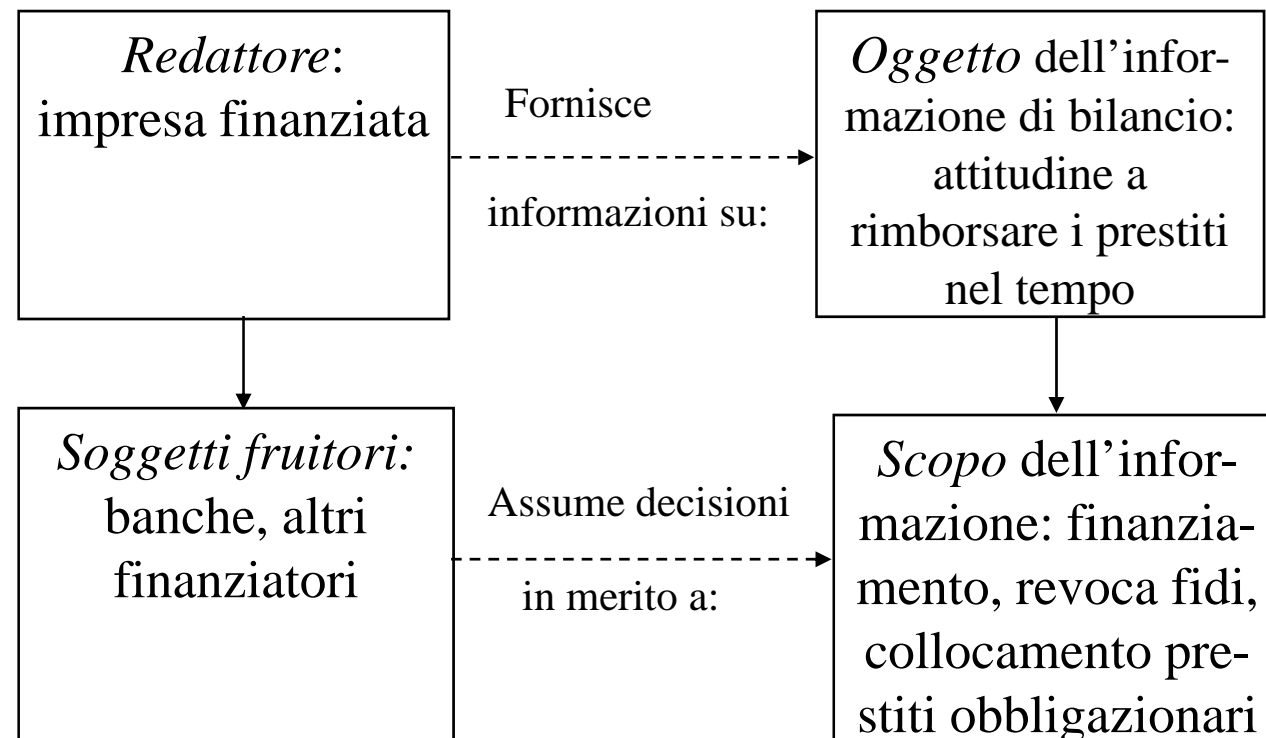 Redattore:
impresa finanziata
Fornisce
informazioni su:
Oggetto dell’infor-
mazione di bilancio:
attitudine a
rimborsare i prestiti
nel tempo
Soggetti fruitori:
banche, altri
finanziatori
Assume decisioni
in merito a:
Scopo dell’infor-
mazione: finanzia-
mento, revoca fidi,
collocamento pre-
stiti obbligazionari